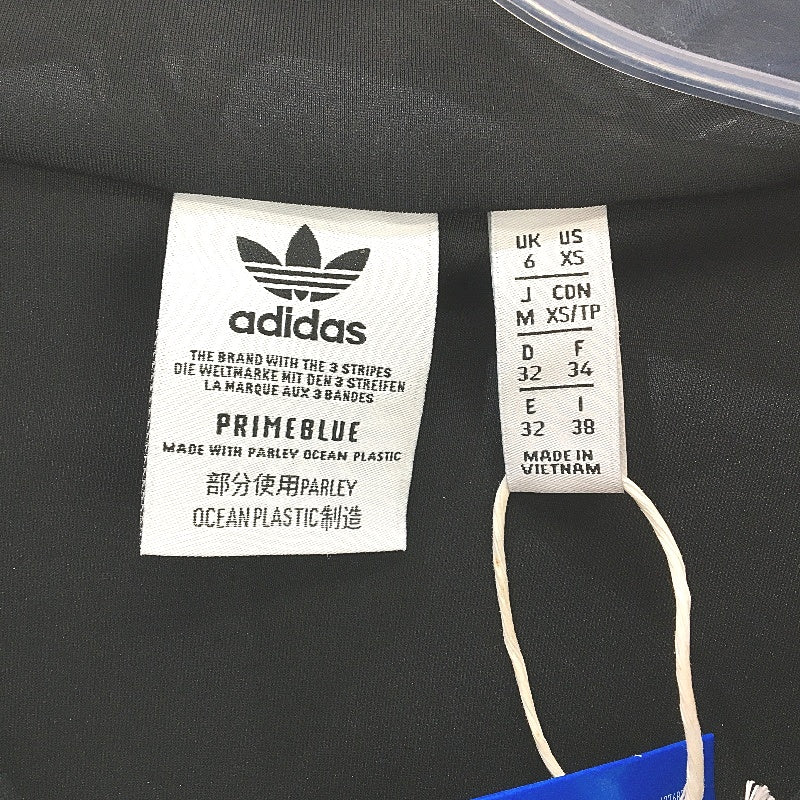 adidas
THE BRAND WITH THE 3 STRIPES
DIE WELTMARKE MIT DEN 3 STREIFEN
LA MARQUE AUX 3 BANDES
PRIMEBLUE
MADE WITH PARLEY OCEAN PLASTIC
部分使用PARLEY
OCEAN PLASTIC制造
UK US
6 XS
J CDN
M XS/TP
D F
32 34
E I
32 38
MADE IN
VIETNAM